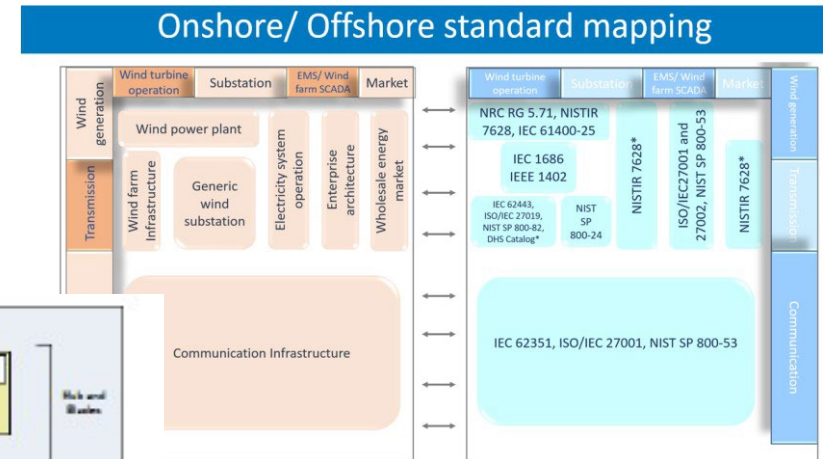 Onshore/ Offshore standard mapping
Wind turbine
operation
Substation
EMS/ Wind
farm SCADA
Market
Wind
generation
Transmission
Wind power plant
Wind farm
Infrastructure
Generic
wind
substation
Electricity system
operation
Enterprise
architecture
Wholesale energy
market
Communication Infrastructure
Wind turbine
operation
Substation
EMS/ Wind
farm SCADA
Market
Wind generation
Transmisssion
Communication
NRC RG 5.71, NISTIR
7628, IEC 61400-25
IEC 1686
IEEE 1402
IEC 62443,
ISO/IEC 27019,
NIST SP 800-82,
DHS Catalog*
NIST
SP
800-24
NISTIR 7628*
ISO/IEC27001 and
27002, NIST SP 800-53
NISTIR 7628*
IEC 62351, ISO/IEC 27001, NIST SP 800-53
Hub and
Blades